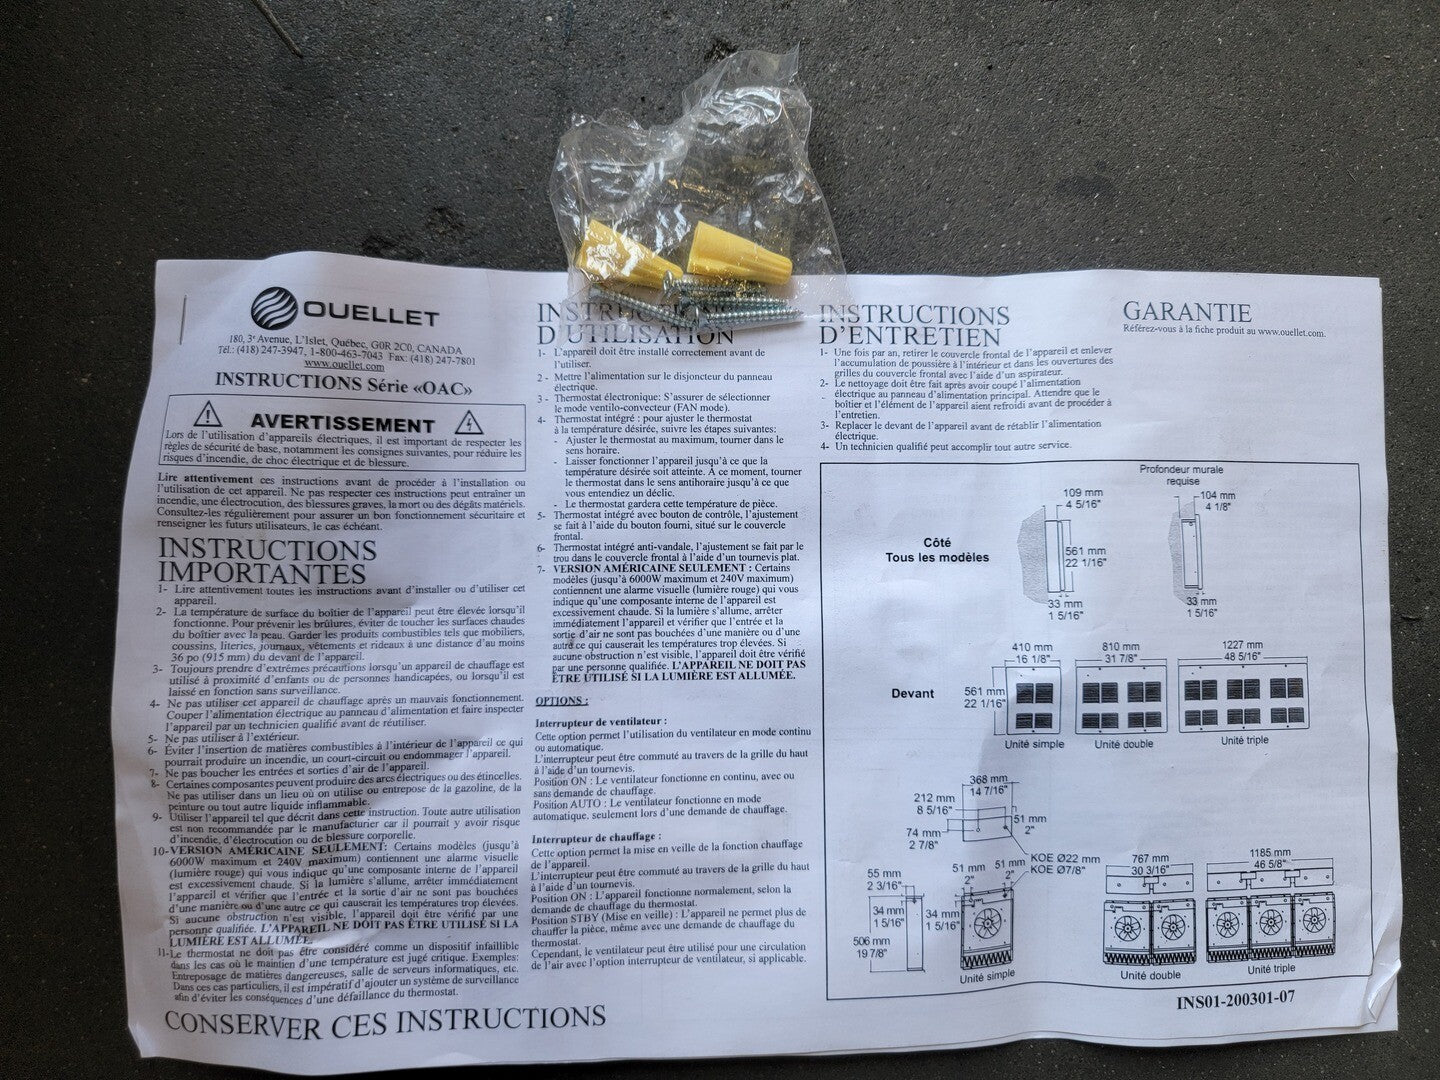 OUELLET
180, 3e Avenue, L'Islet, Québec, G0R 2C0, CANADA
Tél.: (418) 247-3947, 1-800-463-7043 Fax: (418) 247-7801
www.ouellet.com
INSTRUCTIONS Série «OAC»
AVERTISSEMENT
Lors de l'utilisation d'appareils électriques, il est important de respecter les
règles de sécurité de base, notamment les consignes suivantes, pour réduire les
risques d'incendie, de choc électrique et de blessure.
Lire attentivement ces instructions avant de procéder à l'installation ou
l'utilisation de cet appareil. Ne pas respecter ces instructions peut entraîner un
incendie, une électrocution, des blessures graves, la mort ou des dégâts matériels.
Consultez-les régulièrement pour assurer un bon fonctionnement sécuritaire et
renseigner les futurs utilisateurs, le cas échéant.
INSTRUCTIONS
IMPORTANTES
1- Lire attentivement toutes les instructions avant d'installer ou d'utiliser cet
appareil.
2- La température de surface du boîtier de l'appareil peut être élevée lorsqu'il
fonctionne. Pour prévenir les brûlures, éviter de toucher les surfaces chaudes
du boîtier avec la peau. Garder les produits combustibles tels que mobiliers,
coussins, literies, journaux, vêtements et rideaux à une distance d'au moins
36 po (915 mm) du devant de l'appareil.
3- Toujours prendre d'extrêmes précautions lorsqu'un appareil de chauffage est
utilisé à proximité d'enfants ou de personnes handicapées, ou lorsqu'il est
laissé en fonction sans surveillance.
4- Ne pas utiliser cet appareil de chauffage après un mauvais fonctionnement.
Couper l'alimentation électrique au panneau d'alimentation et faire inspecter
l'appareil par un technicien qualifié avant de réutiliser.
5- Ne pas utiliser à l'extérieur.
6- Éviter l'insertion de matières combustibles à l'intérieur de l'appareil ce qui
pourrait produire un incendie, un court-circuit ou endommager l'appareil.
7- Ne pas boucher les entrées et sorties d'air de l'appareil.
8- Certaines composantes peuvent produire des arcs électriques ou des étincelles.
Ne pas utiliser dans un lieu où on utilise ou entrepose de la gazoline, de la
peinture ou tout autre liquide inflammable.
9- Utiliser l'appareil tel que décrit dans cette instruction. Toute autre utilisation
est non recommandée par le manufacturier car il pourrait y avoir risque
d'incendie, d'électrocution ou de blessure corporelle.
10- VERSION AMÉRICAINE SEULEMENT: Certains modèles (jusqu'à
6000W maximum et 240V maximum) contiennent une alarme visuelle
(lumière rouge) qui vous indique qu'une composante interne de l'appareil
est excessivement chaude. Si la lumière s'allume, arrêter immédiatement
l'appareil et vérifier que l'entrée et la sortie d'air ne sont pas bouchées
d'une manière ou d'une autre ce qui causerait les températures trop élevées.
Si aucune obstruction n'est visible, l'appareil doit être vérifié par une
personne qualifiée. L'APPAREIL NE DOIT PAS ÊTRE UTILISÉ SI LA
LUMIÈRE EST ALLUMÉE.
11- Le thermostat ne doit pas être considéré comme un dispositif infaillible
dans les cas où le maintien d'une température est jugé critique. Exemples:
Entreposage de matières dangereuses, salle de serveurs informatiques, etc.
Dans ces cas particuliers, il est impératif d'ajouter un système de surveillance
afin d'éviter les conséquences d'une défaillance du thermostat.
CONSERVER CES INSTRUCTIONS
INSTRUCTIONS
D'UTILISATION
1- L'appareil doit être installé correctement avant de
l'utiliser.
2 - Mettre l'alimentation sur le disjoncteur du panneau
électrique.
3 - Thermostat électronique: S'assurer de sélectionner
le mode ventilo-convecteur (FAN mode).
4- Thermostat intégré : pour ajuster le thermostat
à la température désirée, suivre les étapes suivantes:
- Ajuster le thermostat au maximum, tourner dans le
sens horaire.
- Laisser fonctionner l'appareil jusqu'à ce que la
température désirée soit atteinte. À ce moment, tourner
le thermostat dans le sens antihoraire jusqu'à ce que
vous entendiez un déclic.
- Le thermostat gardera cette température de pièce.
5- Thermostat intégré avec bouton de contrôle, l'ajustement
se fait à l'aide du bouton fourni, situé sur le couvercle
frontal.
6- Thermostat intégré anti-vandale, l'ajustement se fait par le
trou dans le couvercle frontal à l'aide d'un tournevis plat.
7- VERSION AMÉRICAINE SEULEMENT : Certains
modèles (jusqu'à 6000W maximum et 240V maximum)
contiennent une alarme visuelle (lumière rouge) qui vous
indique qu'une composante interne de l'appareil est
excessivement chaude. Si la lumière s'allume, arrêter
immédiatement l'appareil et vérifier que l'entrée et la
sortie d'air ne sont pas bouchées d'une manière ou d'une
autre ce qui causerait les températures trop élevées. Si
aucune obstruction n'est visible, l'appareil doit être vérifié
par une personne qualifiée. L'APPAREIL NE DOIT PAS
ÊTRE UTILISÉ SI LA LUMIÈRE EST ALLUMÉE.
OPTIONS :
Interrupteur de ventilateur :
Cette option permet l'utilisation du ventilateur en mode continu
ou automatique.
L'interrupteur peut être commuté au travers de la grille du haut
à l'aide d'un tournevis.
Position ON : Le ventilateur fonctionne en continu, avec ou
sans demande de chauffage.
Position AUTO : Le ventilateur fonctionne en mode
automatique, seulement lors d'une demande de chauffage.
Interrupteur de chauffage :
Cette option permet la mise en veille de la fonction chauffage
de l'appareil.
L'interrupteur peut être commuté au travers de la grille du haut
à l'aide d'un tournevis.
Position ON : L'appareil fonctionne normalement, selon la
demande de chauffage du thermostat.
Position STBY (Mise en veille) : L'appareil ne permet plus de
chauffer la pièce, même avec une demande de chauffage du
thermostat.
Cependant, le ventilateur peut être utilisé pour une circulation
de l'air avec l'option interrupteur de ventilateur, si applicable.
INSTRUCTIONS
D'ENTRETIEN
1- Une fois par an, retirer le couvercle frontal de l'appareil et enlever
l'accumulation de poussière à l'intérieur et dans les ouvertures des
grilles du couvercle frontal avec l'aide d'un aspirateur.
2- Le nettoyage doit être fait après avoir coupé l'alimentation
électrique au panneau d'alimentation principal. Attendre que le
boîtier et l'élément de l'appareil aient refroidi avant de procéder à
l'entretien.
3- Replacer le devant de l'appareil avant de rétablir l'alimentation
électrique.
4- Un technicien qualifié peut accomplir tout autre service.
GARANTIE
Référez-vous à la fiche produit au www.ouellet.com.
Profondeur murale
requise
109 mm
4 5/16"
104 mm
4 1/8"
Côté
Tous les modèles
561 mm
22 1/16"
33 mm
1 5/16"
33 mm
1 5/16"
410 mm
16 1/8"
810 mm
31 7/8"
1227 mm
48 5/16"
Devant
561 mm
22 1/16"
Unité simple
Unité double
Unité triple
368 mm
14 7/16"
212 mm
8 5/16"
51 mm
2"
74 mm
2 7/8"
KOE Ø22 mm
KOE Ø7/8"
55 mm
2 3/16"
51 mm
2"
51 mm
2"
767 mm
30 3/16"
1185 mm
46 5/8"
34 mm
1 5/16"
34 mm
1 5/16"
506 mm
19 7/8"
Unité simple
Unité double
Unité triple
INS01-200301-07